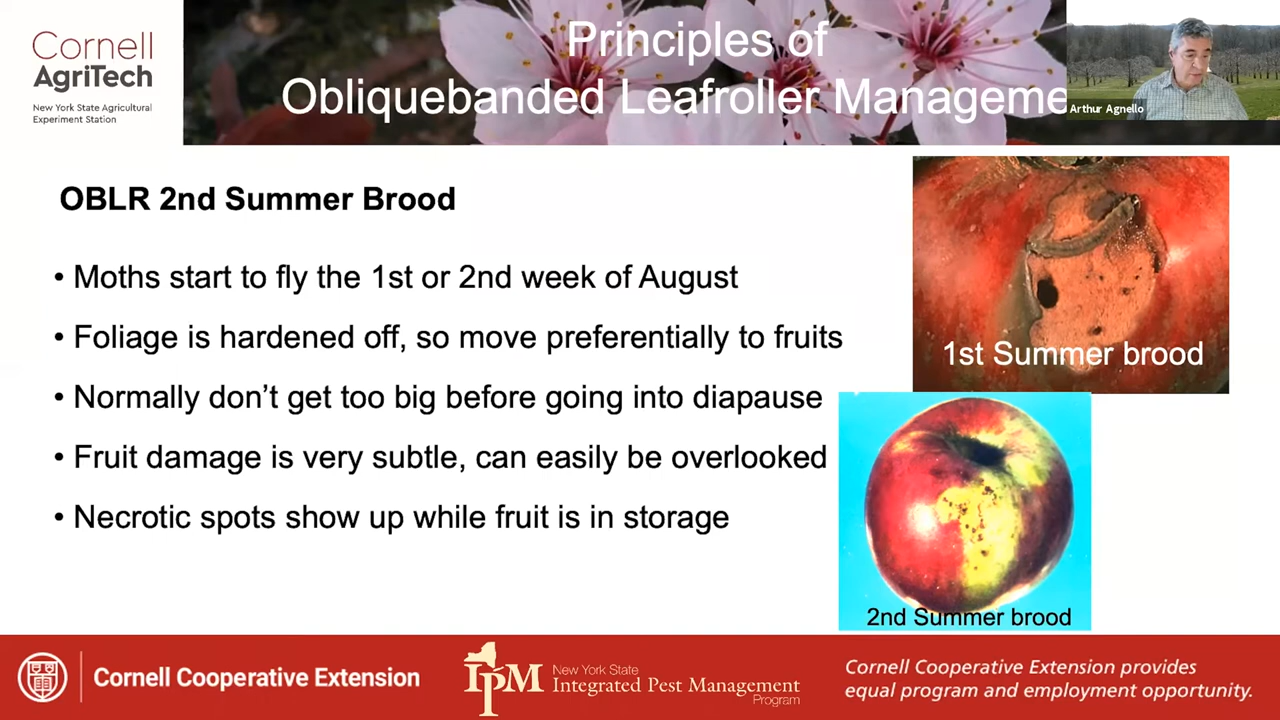 Cornell
AgriTech
New York State Agricultural
Experiment Station
Principles of
Obliquebanded Leafroller Manageme
Arthur Agnello
OBLR 2nd Summer Brood
• Moths start to fly the 1st or 2nd week of August
• Foliage is hardened off, so move preferentially to fruits
• Normally don’t get too big before going into diapause
• Fruit damage is very subtle, can easily be overlooked
• Necrotic spots show up while fruit is in storage
1st Summer brood
2nd Summer brood
Cornell Cooperative Extension
IPM
New York State
Integrated Pest Management
Program
Cornell Cooperative Extension provides
equal program and employment opportunity.